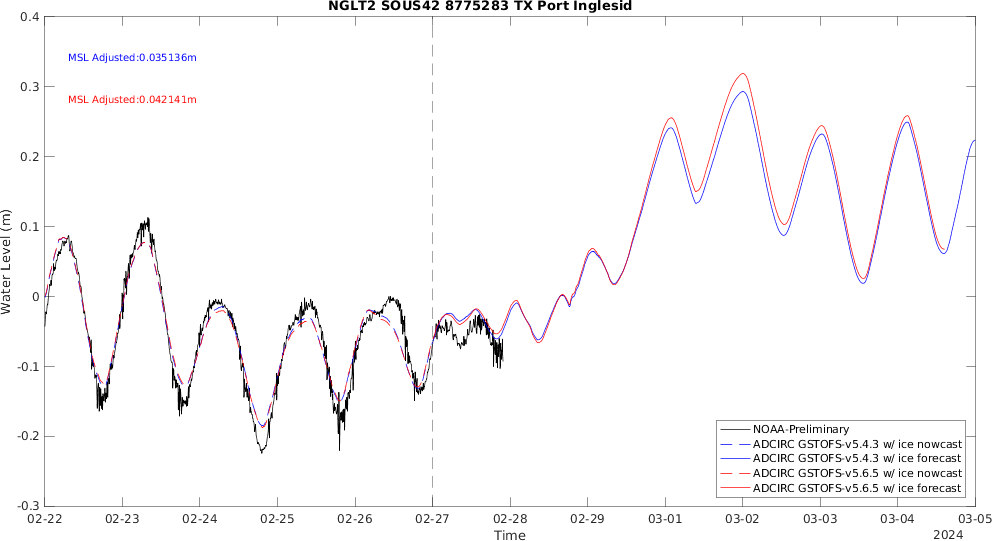 NGLT2 SOUS42 8775283 TX Port Inglesid
0.4
MSL Adjusted:0.035136m
0.3
MSL Adjusted:0.042141m
0.2
0.1
Water Level (m)
0
-0.1
-0.2
NOAA-Preliminary
ADCIRC GSTOFS-v5.4.3 w/ ice nowcast
ADCIRC GSTOFS-v5.4.3 w/ ice forecast
ADCIRC GSTOFS-v5.6.5 w/ ice nowcast
ADCIRC GSTOFS-v5.6.5 w/ ice forecast
-0.3
02-22 02-23 02-24 02-25 02-26 02-27 02-28 02-29 03-01 03-02 03-03 03-04 03-05
Time
2024